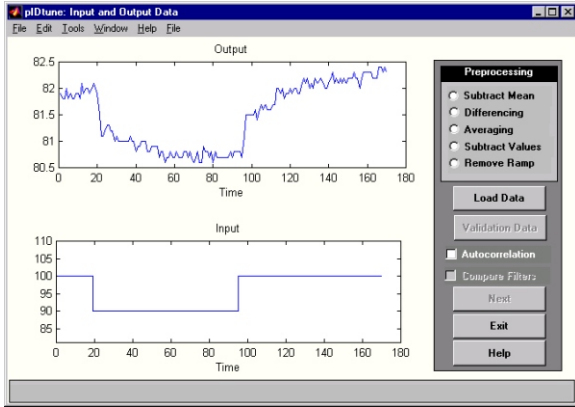 pIDtune: Input and Output Data
File Edit Tools Window Help File
Output
82.5
82
81.5
81
80.5
0 20 40 60 80 100 120 140 160 180
Time
Input
110
105
100
95
90
85
0 20 40 60 80 100 120 140 160 180
Time
Preprocessing
Subtract Mean
Differencing
Averaging
Subtract Values
Remove Ramp
Load Data
Validation Data
Autocorrelation
Compare Filters
Next
Exit
Help